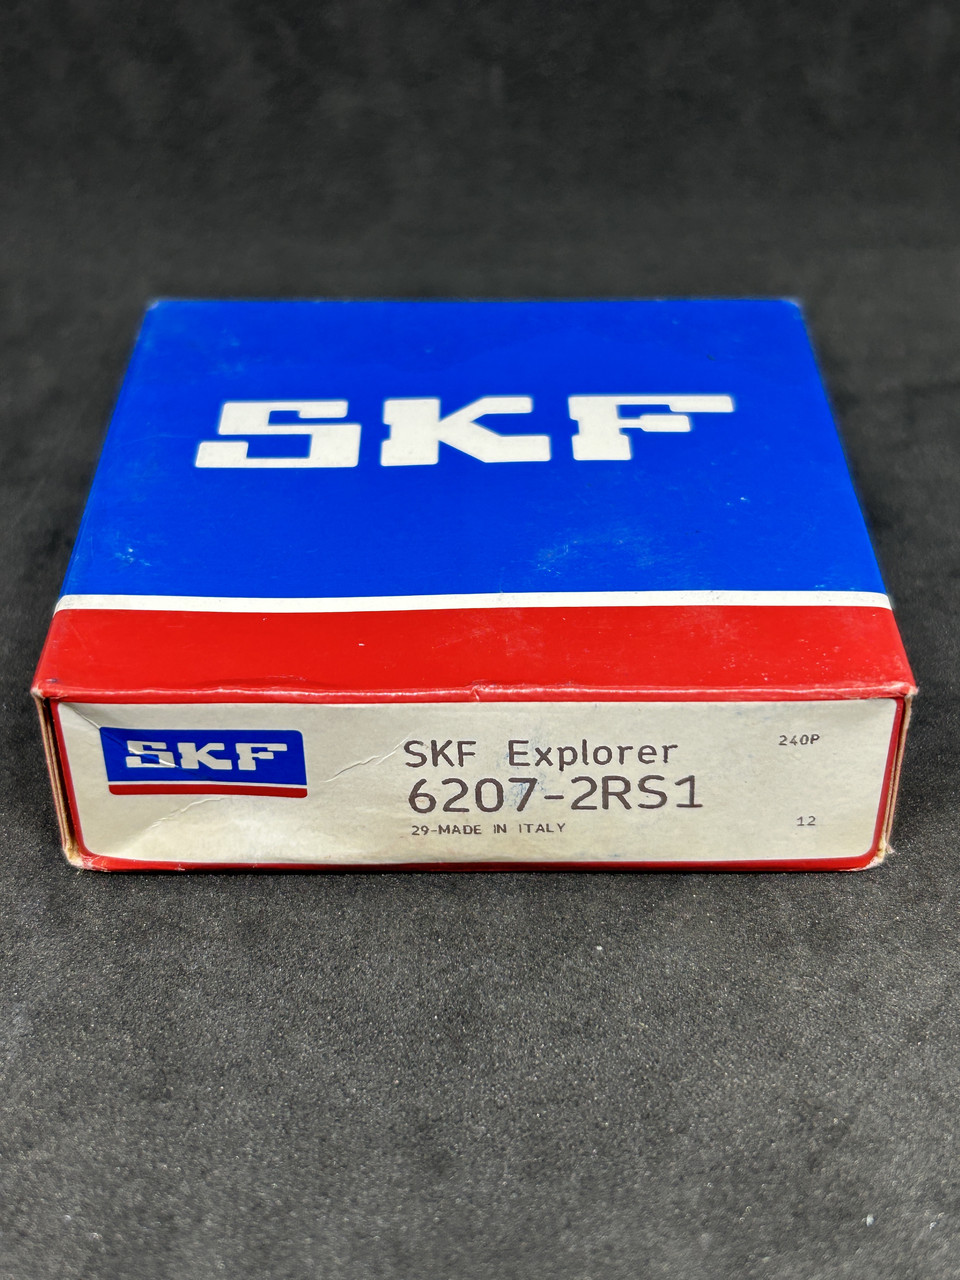 SKF
SKF
SKF Explorer
240P
6207-2RS1
29-MADE IN ITALY
12